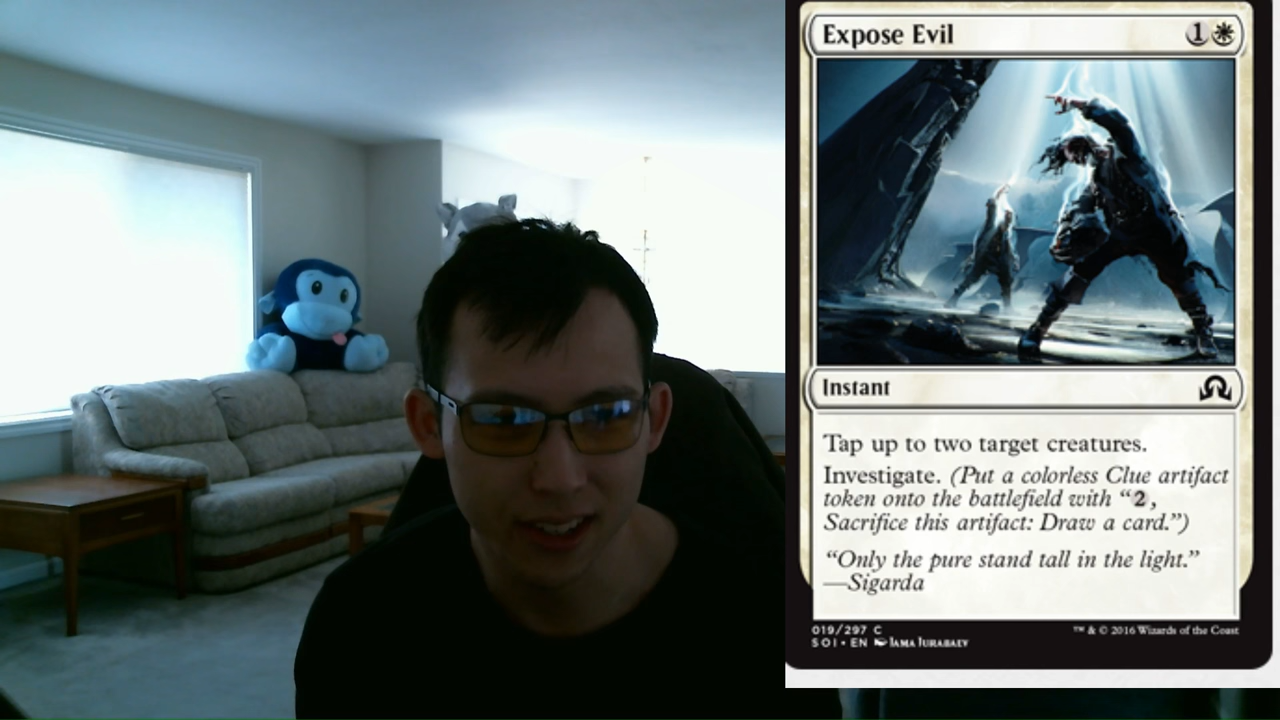 Expose Evil 1
Instant
Tap up to two target creatures.
Investigate. (Put a colorless Clue artifact
token onto the battlefield with “2,
Sacrifice this artifact: Draw a card.”)
“Only the pure stand tall in the light.”
—Sigarda
019/297 C
SOI • EN
™ & © 2016 Wizards of the Coast